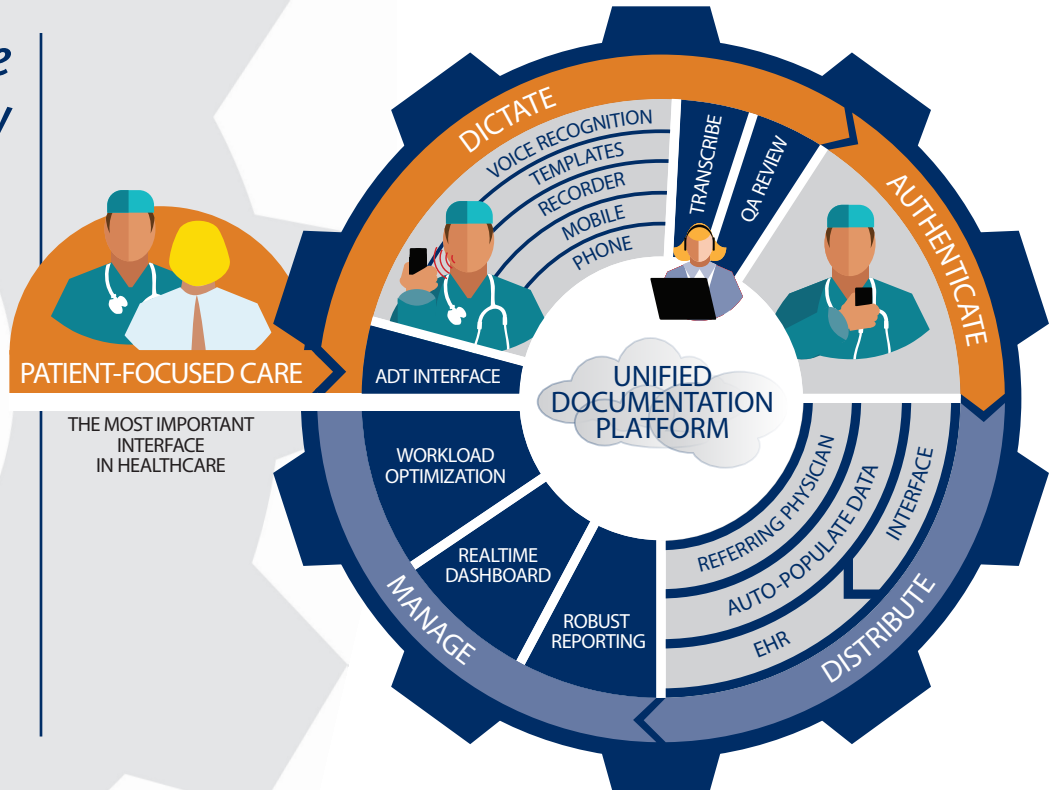 DICTATE
VOICE RECOGNITION
TEMPLATES
RECORDER
MOBILE
PHONE
TRANSCRIBE
QA REVIEW
AUTHENTICATE
PATIENT-FOCUSED CARE
THE MOST IMPORTANT
INTERFACE
IN HEALTHCARE
ADT INTERFACE
UNIFIED
DOCUMENTATION
PLATFORM
WORKLOAD
OPTIMIZATION
REALTIME
DASHBOARD
ROBUST
REPORTING
MANAGE
REFERRING PHYSICIAN
AUTO-POPULATE DATA
INTERFACE
EHR
DISTRIBUTE